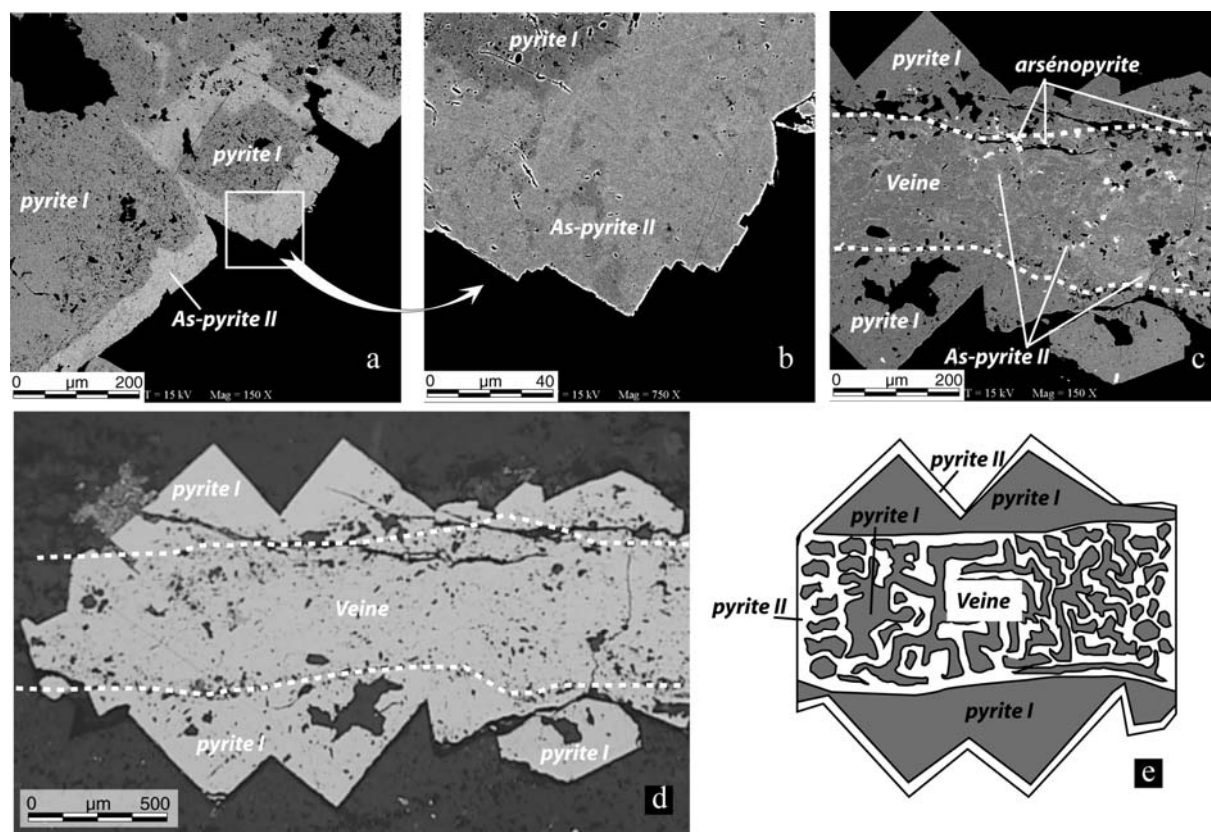 pyrite I
pyrite I
As-pyrite II
0 µm 200
T = 15 kV Mag = 150 X
a
pyrite I
As-pyrite II
0 µm 40
= 15 kV Mag = 750 X
b
pyrite I
arsénopyrite
Veine
pyrite I
As-pyrite II
0 µm 200
T = 15 kV Mag = 150 X
c
pyrite I
Veine
pyrite I
pyrite I
0 µm 500
d
pyrite II
pyrite I
pyrite I
Veine
pyrite II
pyrite I
e